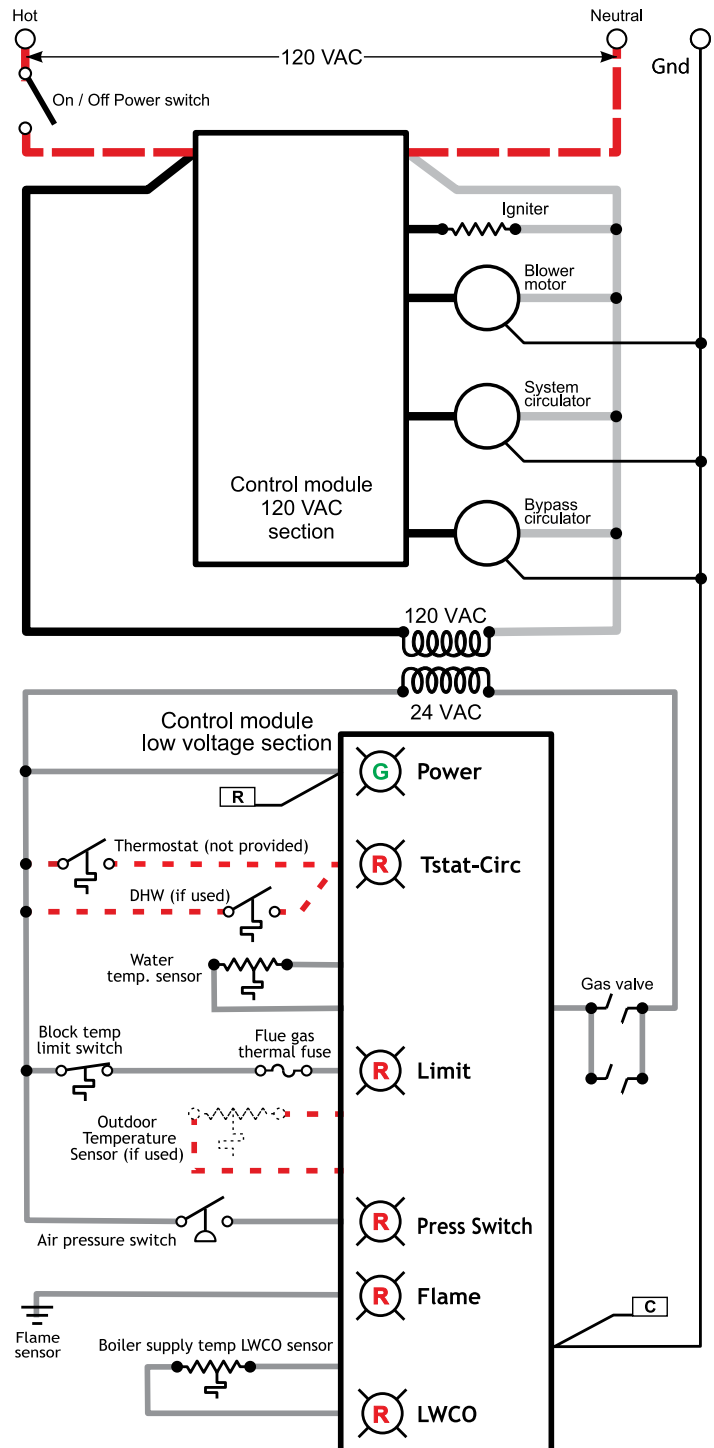 Hot
Neutral
120 VAC
Gnd
On / Off Power switch
Igniter
Blower
motor
System
circulator
Control module
120 VAC
section
Bypass
circulator
120 VAC
24 VAC
Control module
low voltage section
G
Power
R
Thermostat (not provided)
R
Tstat-Circ
DHW (if used)
Water
temp. sensor
Gas valve
Block temp
limit switch
Flue gas
thermal fuse
R
Limit
Outdoor
Temperature
Sensor (if used)
R
Press Switch
Air pressure switch
R
Flame
C
Flame
sensor
Boiler supply temp LWCO sensor
R
LWCO